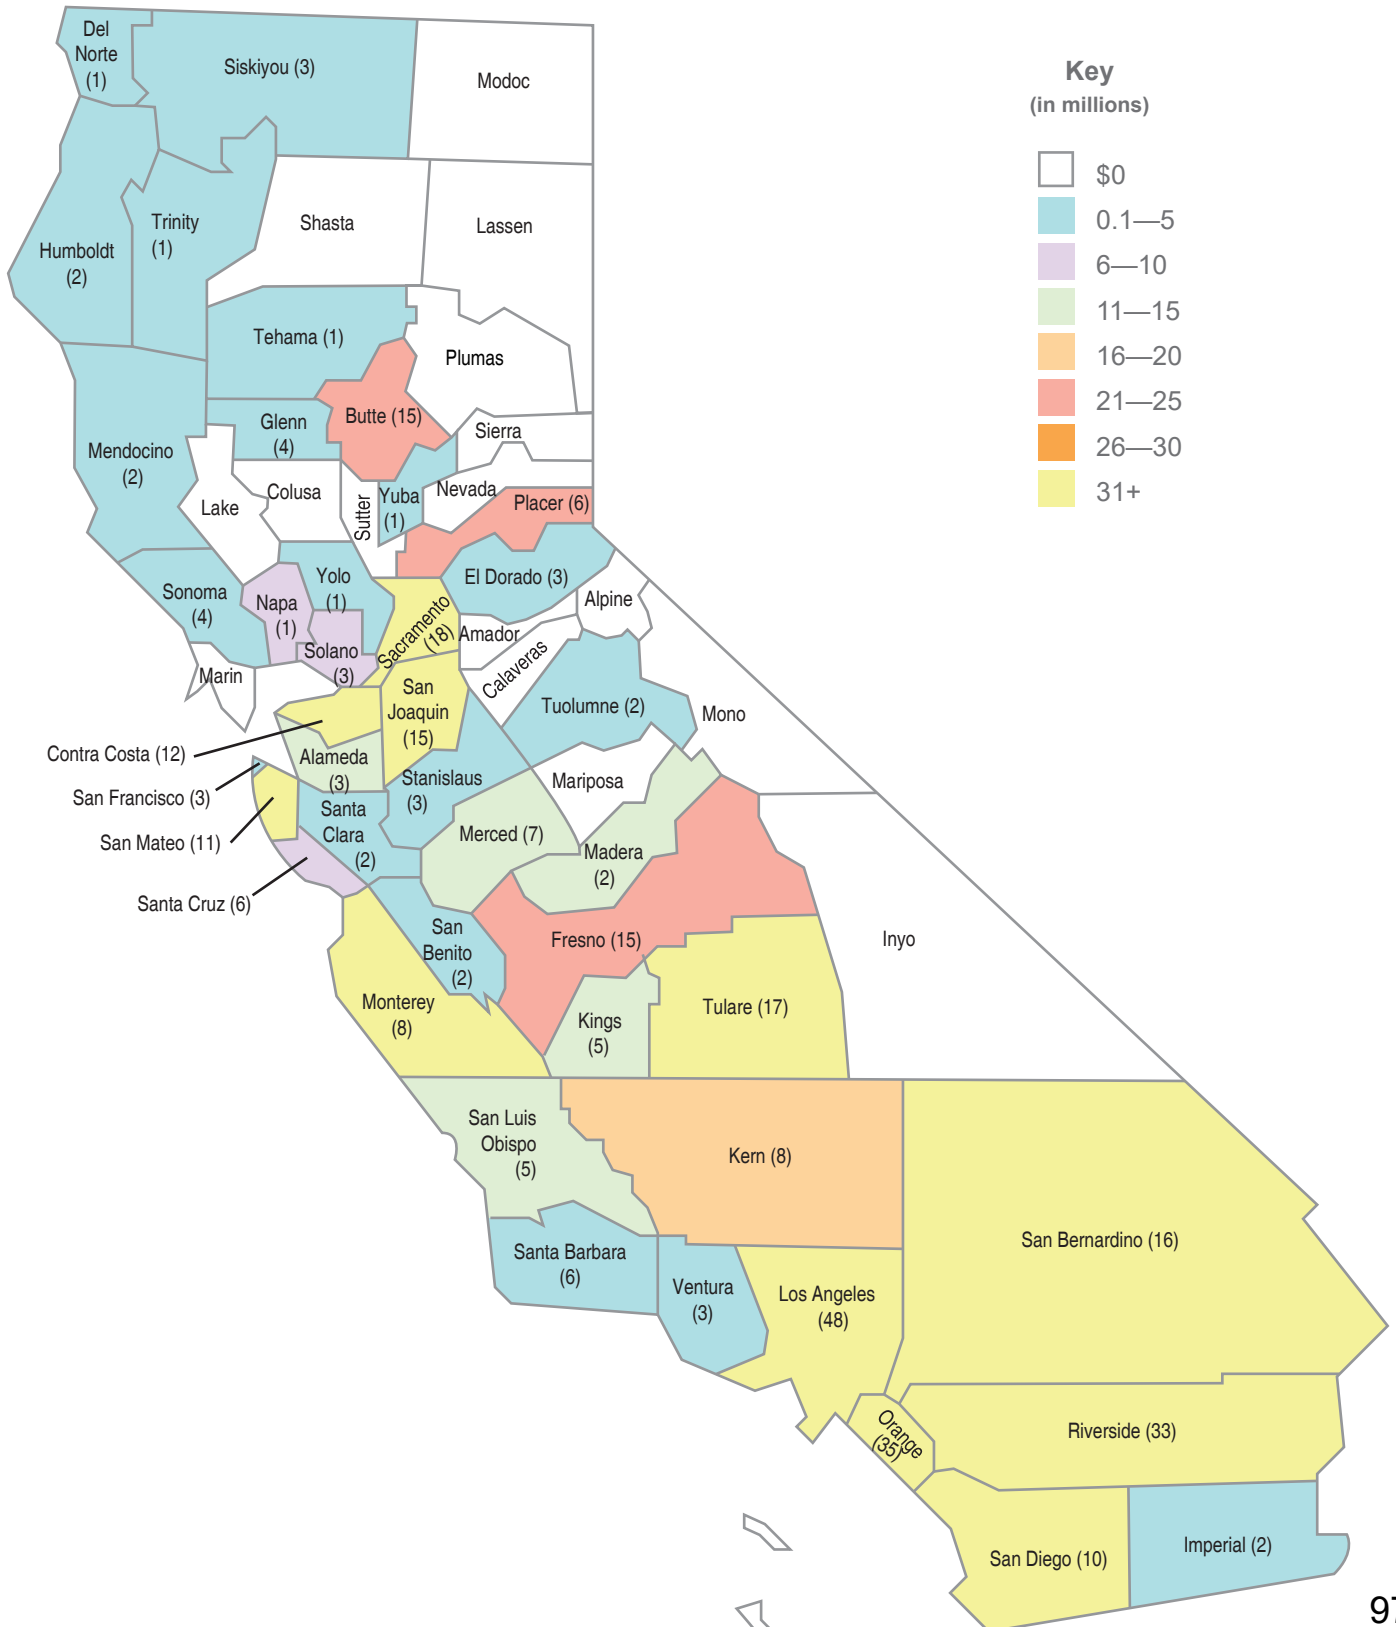 Del
Norte
(1)
Siskiyou (3)
Modoc
Key
(in millions)
$0
0.1—5
6—10
11—15
16—20
21—25
26—30
31+
Humboldt
(2)
Trinity
(1)
Shasta
Lassen
Tehama (1)
Plumas
Butte (15)
Glenn
(4)
Mendocino
(2)
Sierra
Lake
Colusa
Sutter
Yuba
(1)
Nevada
Placer (6)
Sonoma
(4)
Napa
(1)
Yolo
(1)
El Dorado (3)
Alpine
Solano
(3)
Sacramento
(18)
Amador
Calaveras
Marin
San
Joaquin
(15)
Tuolumne (2)
Mono
Contra Costa (12)
Alameda
(3)
Stanislaus
(3)
Mariposa
San Francisco (3)
San Mateo (11)
Santa
Clara
(2)
Merced (7)
Madera
(2)
Santa Cruz (6)
San
Benito
(2)
Fresno (15)
Inyo
Monterey
(8)
Kings
(5)
Tulare (17)
San Luis
Obispo
(5)
Kern (8)
San Bernardino (16)
Santa Barbara
(6)
Ventura
(3)
Los Angeles
(48)
Orange
(35)
Riverside (33)
San Diego (10)
Imperial (2)